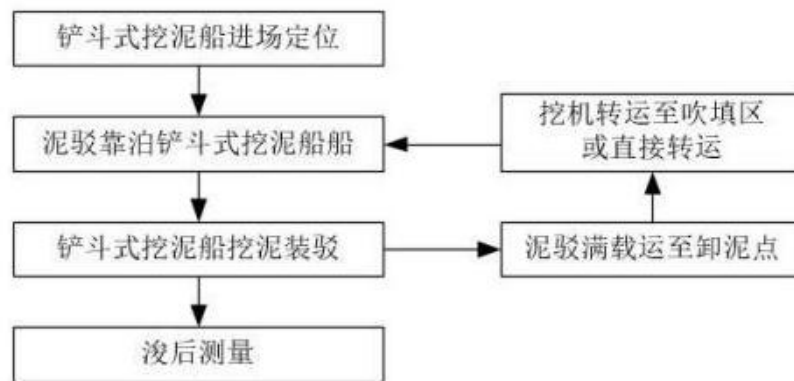 铲斗式挖泥船进场定位
泥驳靠泊铲斗式挖泥船船
铲斗式挖泥船挖泥装驳
浚后测量
挖机转运至吹填区
或直接转运
泥驳满载运至卸泥点